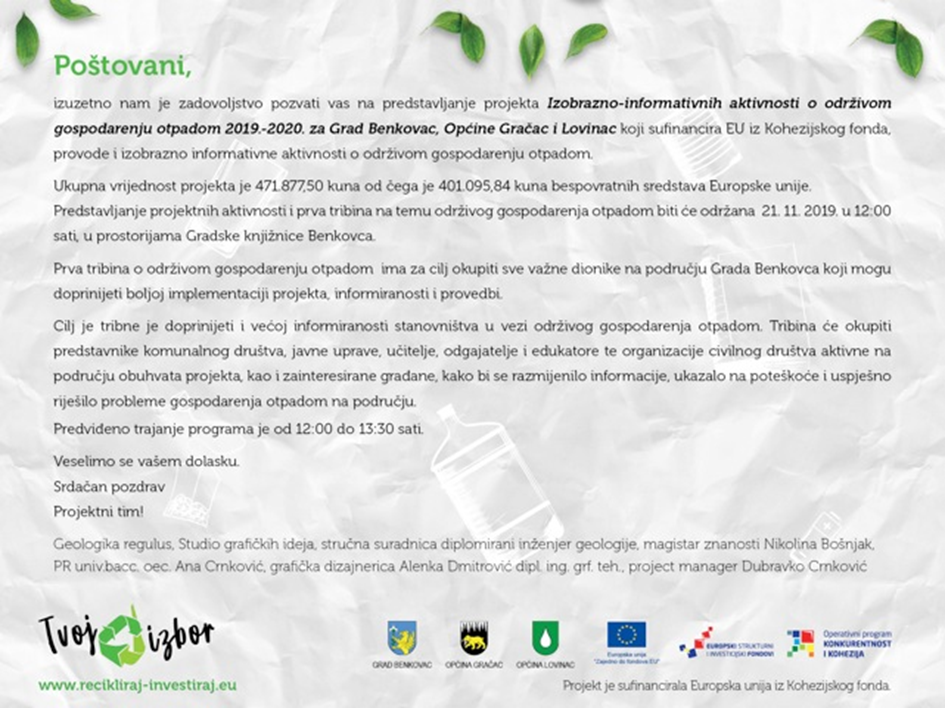 Poštovani,
izuzetno nam je zadovoljstvo pozvati vas na predstavljanje projekta Izobrazno-informativnih aktivnosti o održivom
gospodarenju otpadom 2019.-2020. za Grad Benkovac, Općine Gračac i Lovinac koji sufinancira EU iz Kohezijskog fonda,
provode i izobrazno informativne aktivnosti o održivom gospodarenju otpadom.
Ukupna vrijednost projekta je 471.877,50 kuna od čega je 401.095,84 kuna bespovratnih sredstava Europske unije.
Predstavljanje projektnih aktivnosti i prva tribina na temu održivog gospodarenja otpadom biti će održana 21. 11. 2019. u 12:00
sati, u prostorijama Gradske knjižnice Benkovca.
Prva tribina o održivom gospodarenju otpadom ima za cilj okupiti sve važne dionike na području Grada Benkovca koji mogu
doprinijeti boljoj implementaciji projekta, informiranosti i provedbi.
Cilj je tribne je doprinijeti i većoj informiranosti stanovništva u vezi održivog gospodarenja otpadom. Tribina će okupiti
predstavnike komunalnog društva, javne uprave, učitelje, odgajatelje i edukatore te organizacije civilnog društva aktivne na
području obuhvata projekta, kao i zainteresirane građane, kako bi se razmijenilo informacije, ukazalo na poteškoće i uspješno
riješilo probleme gospodarenja otpadom na području.
Predviđeno trajanje programa je od 12:00 do 13:30 sati.
Veselimo se vašem dolasku.
Srdačan pozdrav
Projektni tim!
Geologika regulus, Studio grafičkih ideja, stručna suradnica diplomirani inženjer geologije, magistar znanosti Nikolina Bošnjak,
PR univ.bacc. oec. Ana Crnković, grafička dizajnerica Alenka Dmitrović dipl. ing. grf. teh., project manager Dubravko Crnković
Tvoj izbor
www.recikliraj-investiraj.eu
GRAD BENKOVAC
OPĆINA GRAČAC
OPĆINA LOVINAC
Europska unija
"Zajedno do fondova EU"
EUROPSKI STRUKTURNI
I INVESTICIJSKI FONDOVI
Operativni program
KONKURENTNOST
I KOHEZIJA
Projekt je sufinancirala Europska unija iz Kohezijskog fonda.